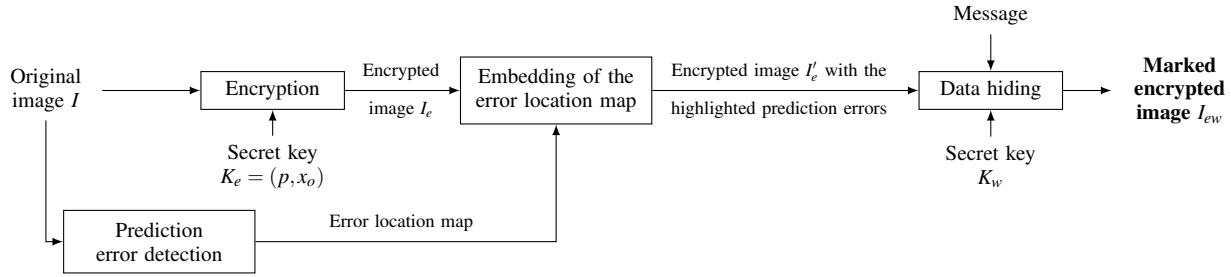 Message
Original
image I
Encryption
Encrypted
image I_e
Embedding of the
error location map
Encrypted image I'_e with the
highlighted prediction errors
Data hiding
Marked
encrypted
image I_{ew}
Secret key
K_e = (p, x_o)
Secret key
K_w
Prediction
error detection
Error location map